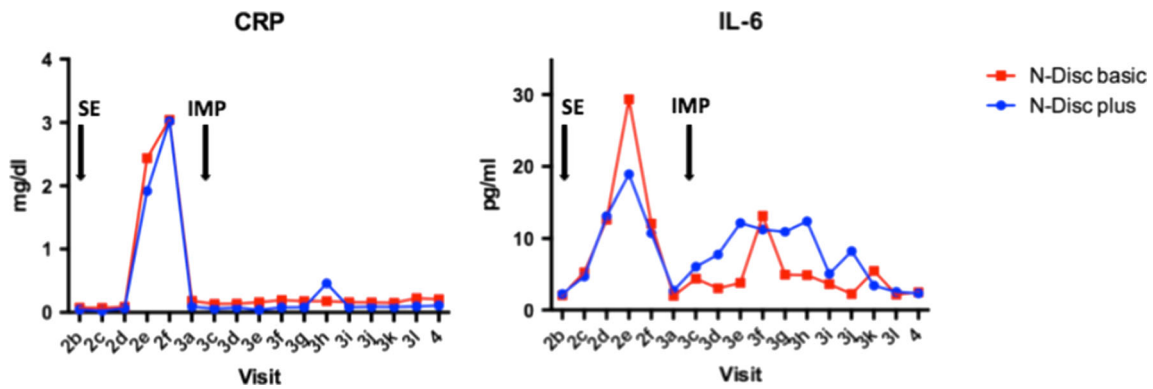 CRP
4
3
2
1
0
mg/dl
SE
IMP
2b 2c 2d 2e 2f 3a 3c 3d 3e 3f 3g 3h 3i 3j 3k 3l 4
Visit
IL-6
30
20
10
0
pg/ml
SE
IMP
2b 2c 2d 2e 2f 3a 3c 3d 3e 3f 3g 3h 3i 3j 3k 3l 4
Visit
N-Disc basic
N-Disc plus